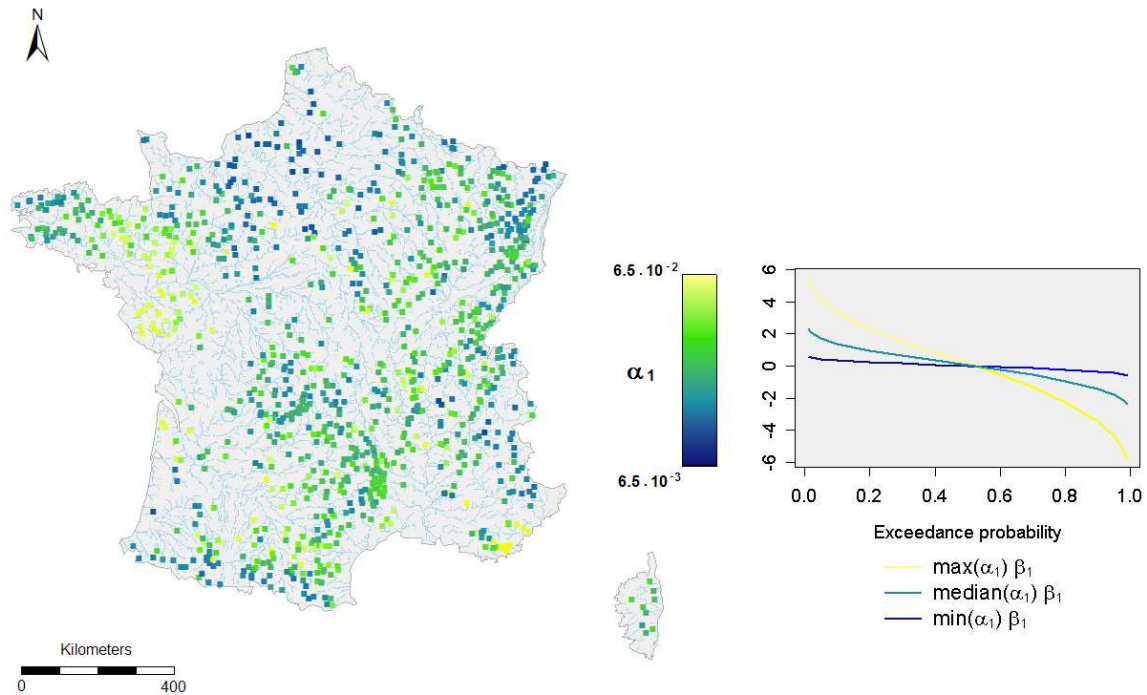 N
Kilometers
0 400
6.5 . 10⁻²
α₁
6.5 . 10⁻³
6
4
2
0
-2
-4
-6
0.0 0.2 0.4 0.6 0.8 1.0
Exceedance probability
max(α₁) β₁
median(α₁) β₁
min(α₁) β₁